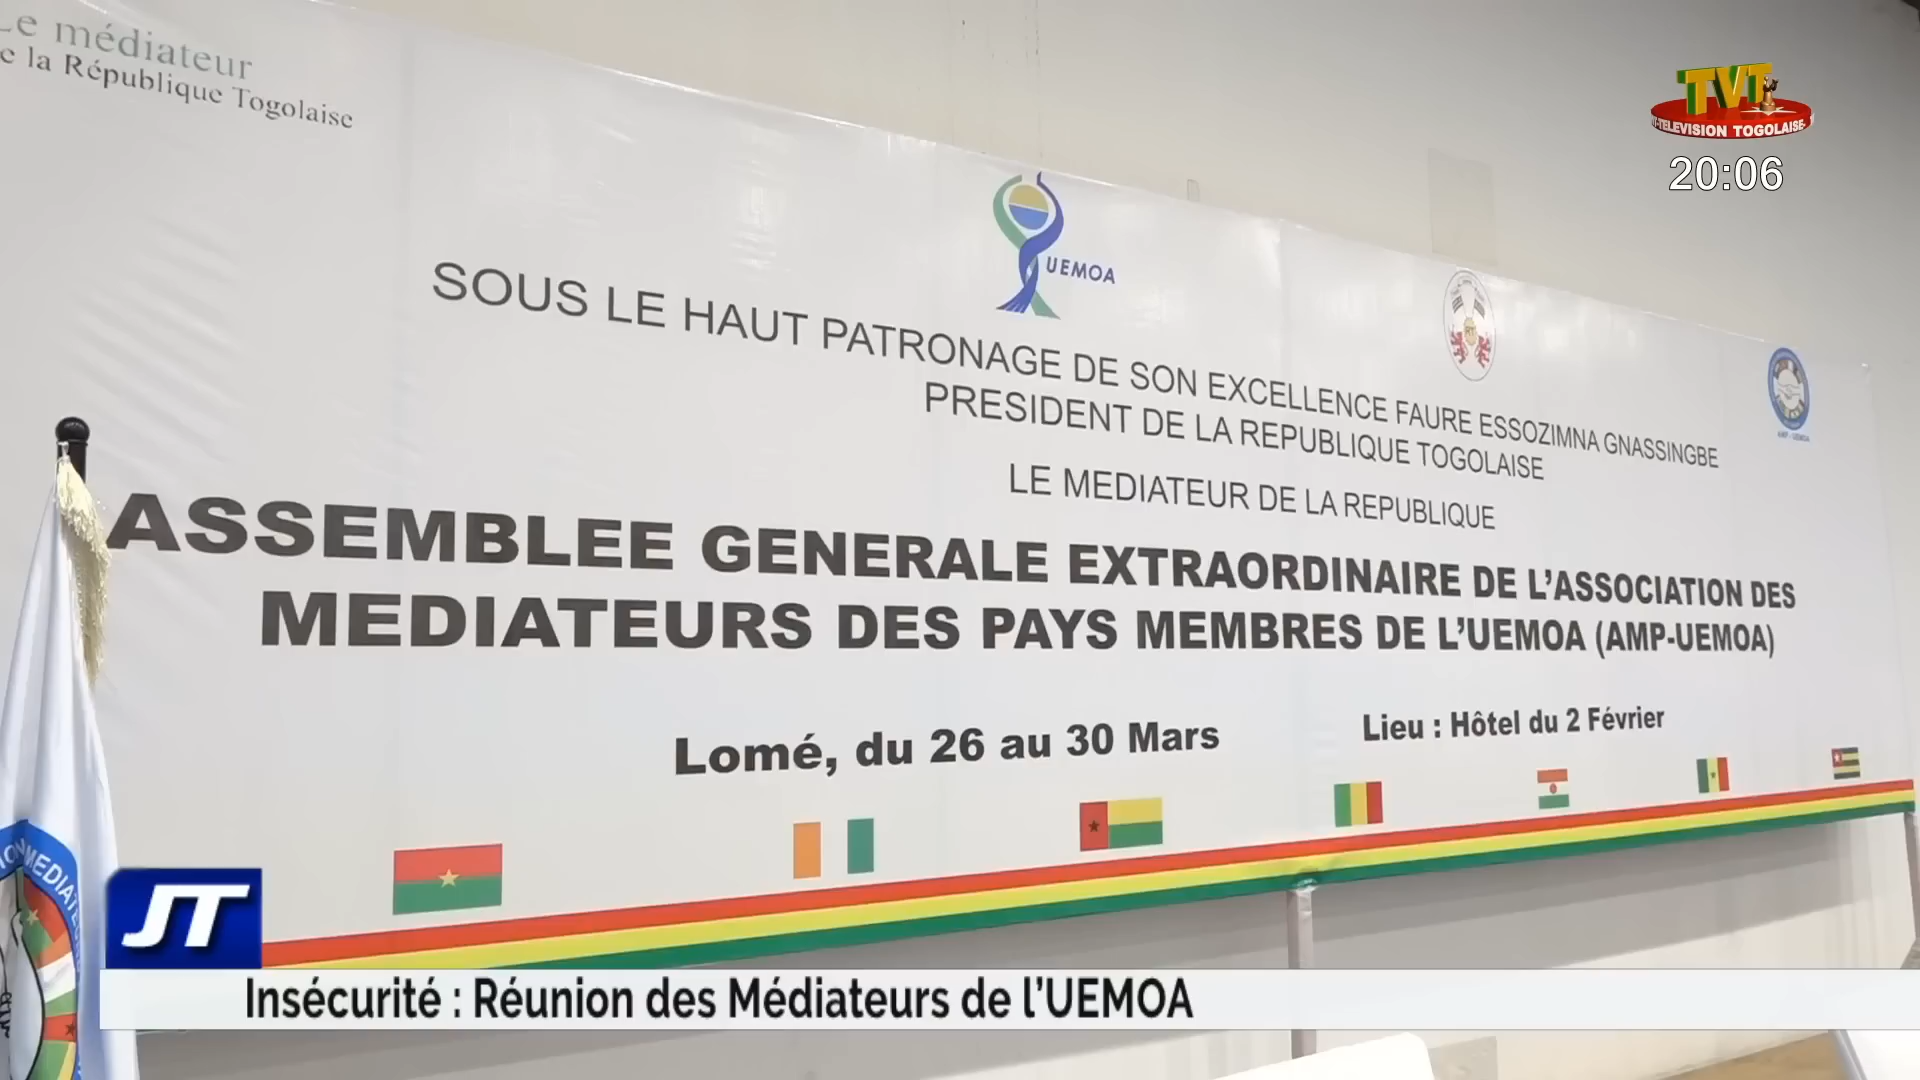 Le médiateur
de la République Togolaise
TVT
TELEVISION TOGOLAISE
20:06
UEMOA
AMP - UEMOA
SOUS LE HAUT PATRONAGE DE SON EXCELLENCE FAURE ESSOZIMNA GNASSINGBE
PRESIDENT DE LA REPUBLIQUE TOGOLAISE
LE MEDIATEUR DE LA REPUBLIQUE
ASSEMBLEE GENERALE EXTRAORDINAIRE DE L'ASSOCIATION DES
MEDIATEURS DES PAYS MEMBRES DE L'UEMOA (AMP-UEMOA)
Lomé, du 26 au 30 Mars
Lieu : Hôtel du 2 Février
JT
Insécurité : Réunion des Médiateurs de l'UEMOA